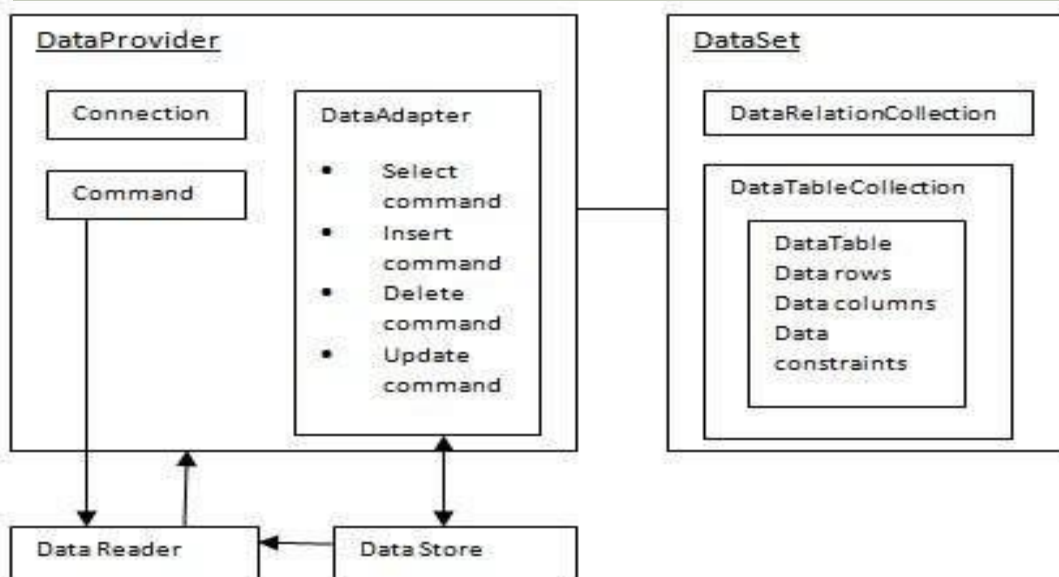 DataProvider
Connection
Command
DataAdapter
• Select
command
• Insert
command
• Delete
command
• Update
command
DataSet
DataRelationCollection
DataTableCollection
DataTable
Data rows
Data columns
Data
constraints
Data Reader
Data Store